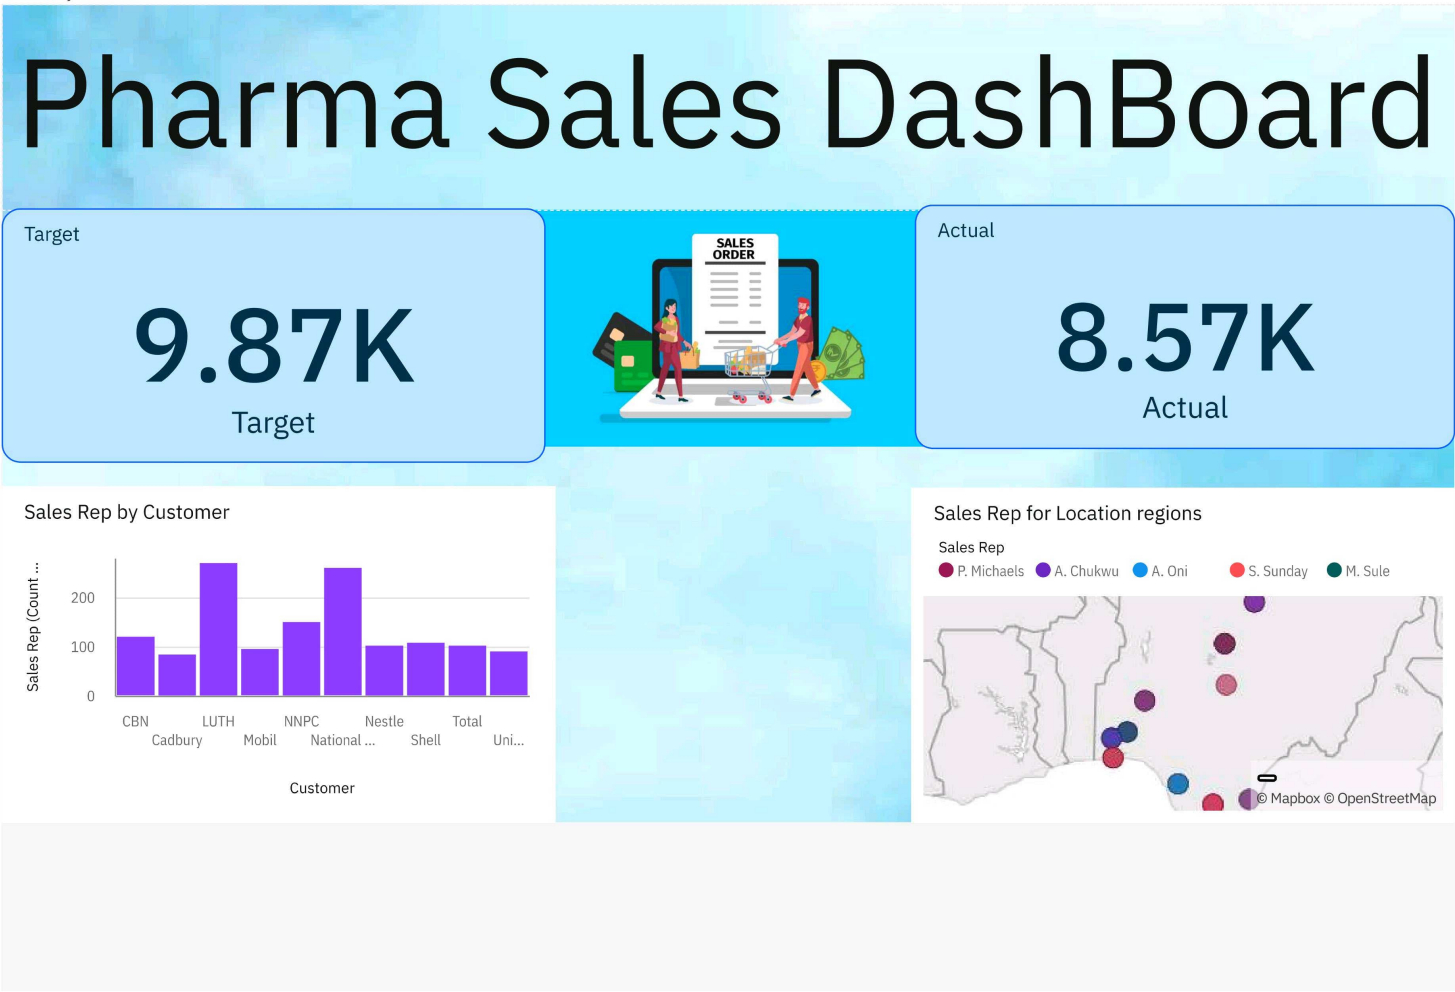 Pharma Sales DashBoard
Target
9.87K
Target
SALES
ORDER
Actual
8.57K
Actual
Sales Rep by Customer
Sales Rep (Count ...
200
100
0
CBN
Cadbury
LUTH
Mobil
NNPC
National ...
Nestle
Shell
Total
Uni...
Customer
Sales Rep for Location regions
Sales Rep
P. Michaels A. Chukwu A. Oni S. Sunday M. Sule
© Mapbox © OpenStreetMap